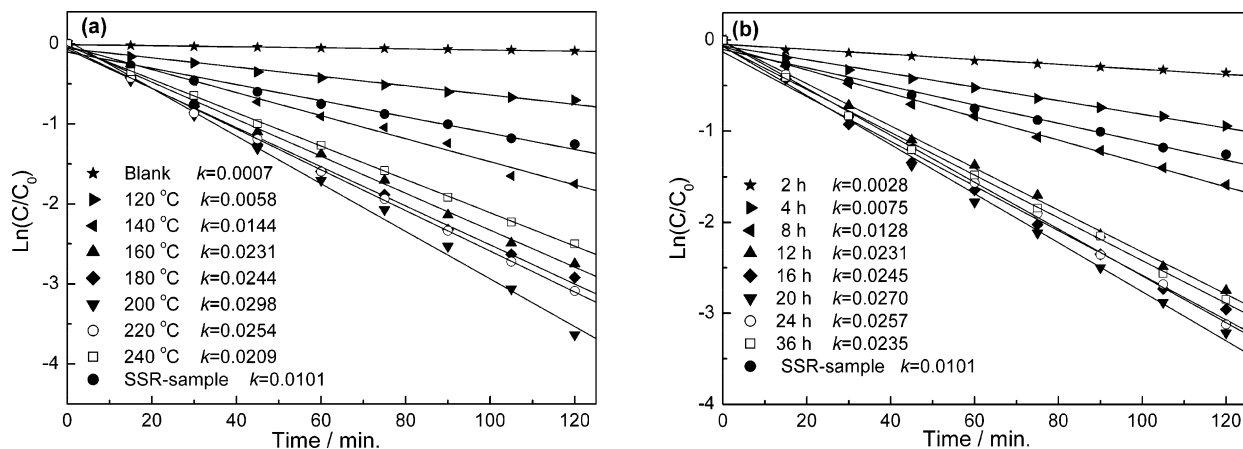 (a)
0
-1
-2
-3
-4
Ln(C/C0)
Blank k=0.0007
120 °C k=0.0058
140 °C k=0.0144
160 °C k=0.0231
180 °C k=0.0244
200 °C k=0.0298
220 °C k=0.0254
240 °C k=0.0209
SSR-sample k=0.0101
0 20 40 60 80 100 120
Time / min.
(b)
0
-1
-2
-3
-4
Ln(C/C0)
2 h k=0.0028
4 h k=0.0075
8 h k=0.0128
12 h k=0.0231
16 h k=0.0245
20 h k=0.0270
24 h k=0.0257
36 h k=0.0235
SSR-sample k=0.0101
0 20 40 60 80 100 120
Time / min.